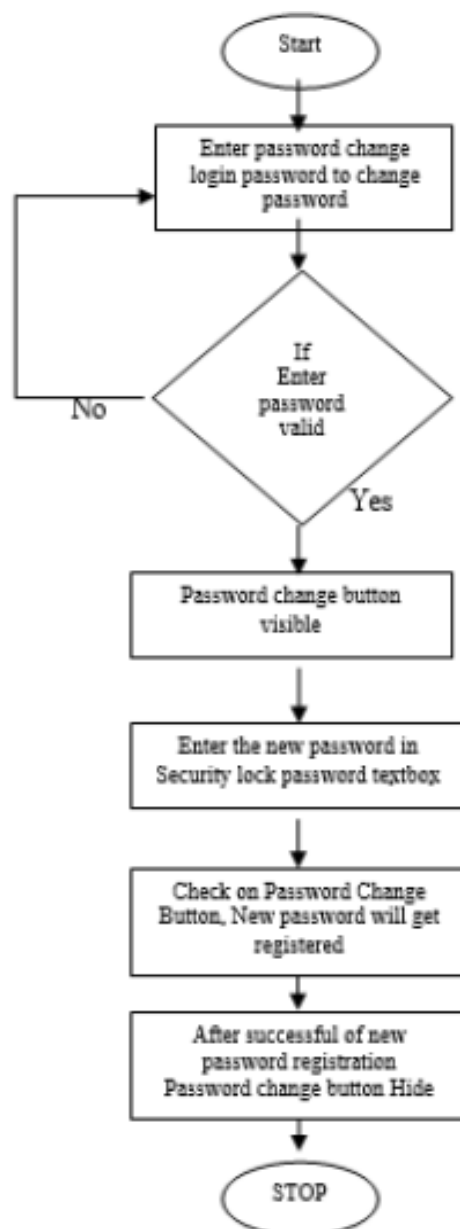 Start
Enter password change
login password to change
password
If
Enter
password
valid
No
Yes
Password change button
visible
Enter the new password in
Security lock password textbox
Check on Password Change
Button, New password will get
registered
After successful of new
password registration
Password change button Hide
STOP